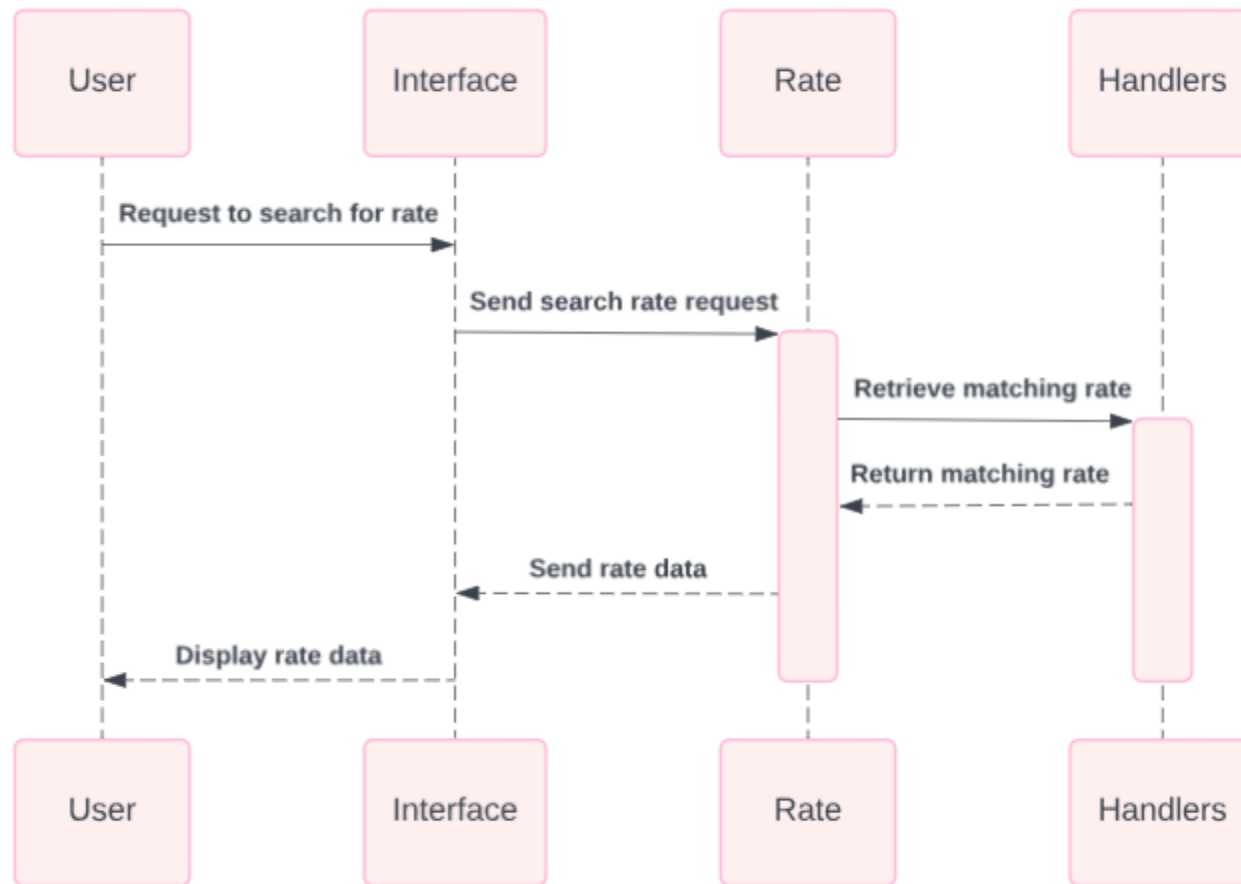 User
Interface
Rate
Handlers
Request to search for rate
Send search rate request
Retrieve matching rate
Return matching rate
Send rate data
Display rate data
User
Interface
Rate
Handlers